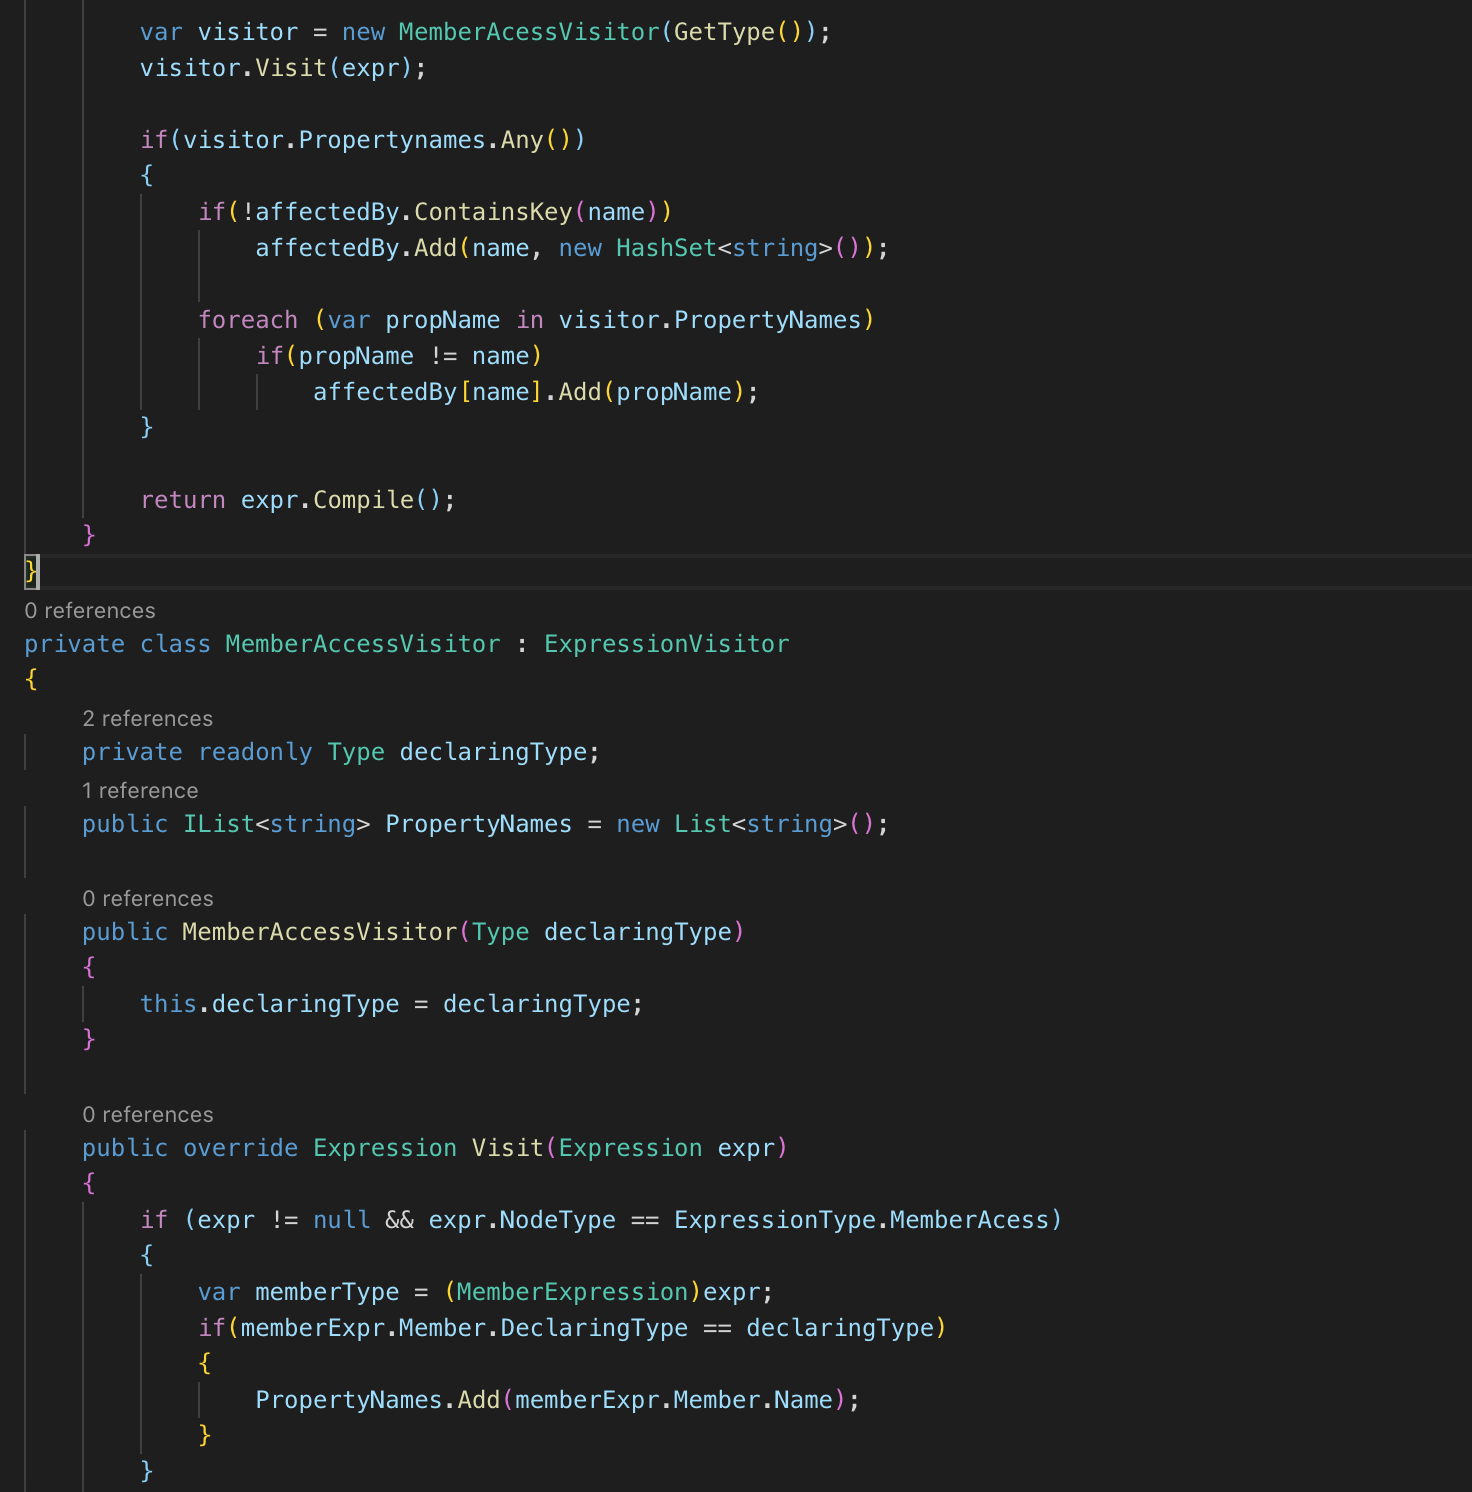 var visitor = new MemberAcessVisitor(GetType());
visitor.Visit(expr);
if(visitor.Propertynames.Any())
{
if(!affectedBy.ContainsKey(name))
affectedBy.Add(name, new HashSet<string>());
foreach (var propName in visitor.PropertyNames)
if(propName != name)
affectedBy[name].Add(propName);
}
return expr.Compile();
}
}
0 references
private class MemberAccessVisitor : ExpressionVisitor
{
2 references
private readonly Type declaringType;
1 reference
public IList<string> PropertyNames = new List<string>();
0 references
public MemberAccessVisitor(Type declaringType)
{
this.declaringType = declaringType;
}
0 references
public override Expression Visit(Expression expr)
{
if (expr != null && expr.NodeType == ExpressionType.MemberAcess)
{
var memberType = (MemberExpression)expr;
if(memberExpr.Member.DeclaringType == declaringType)
{
PropertyNames.Add(memberExpr.Member.Name);
}
}